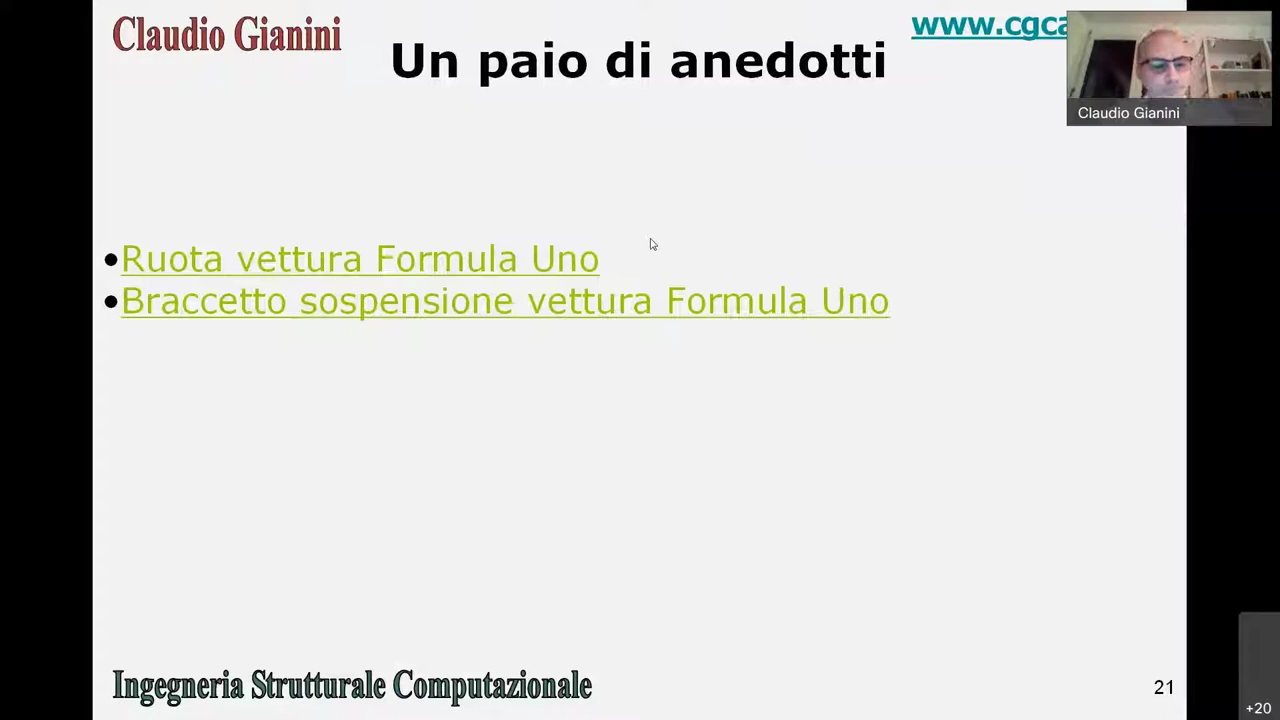 Claudio Gianini
www.cgca
Un paio di anedotti
Claudio Gianini
•Ruota vettura Formula Uno
•Braccetto sospensione vettura Formula Uno
Ingegneria Strutturale Computazionale
21
+20